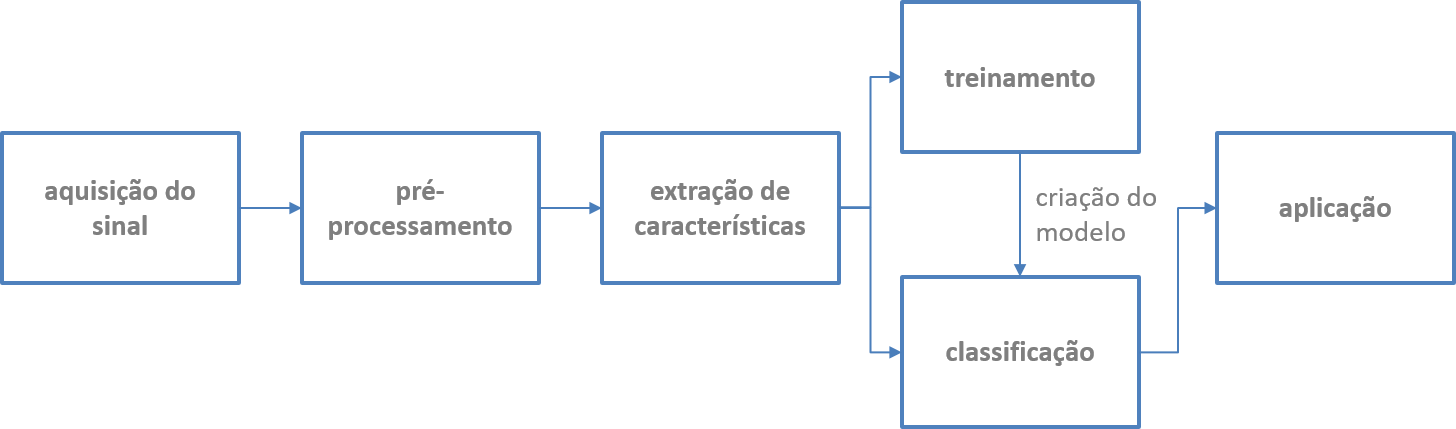 aquisição do
sinal
pré-
processamento
extração de
características
treinamento
criação do
modelo
classificação
aplicação